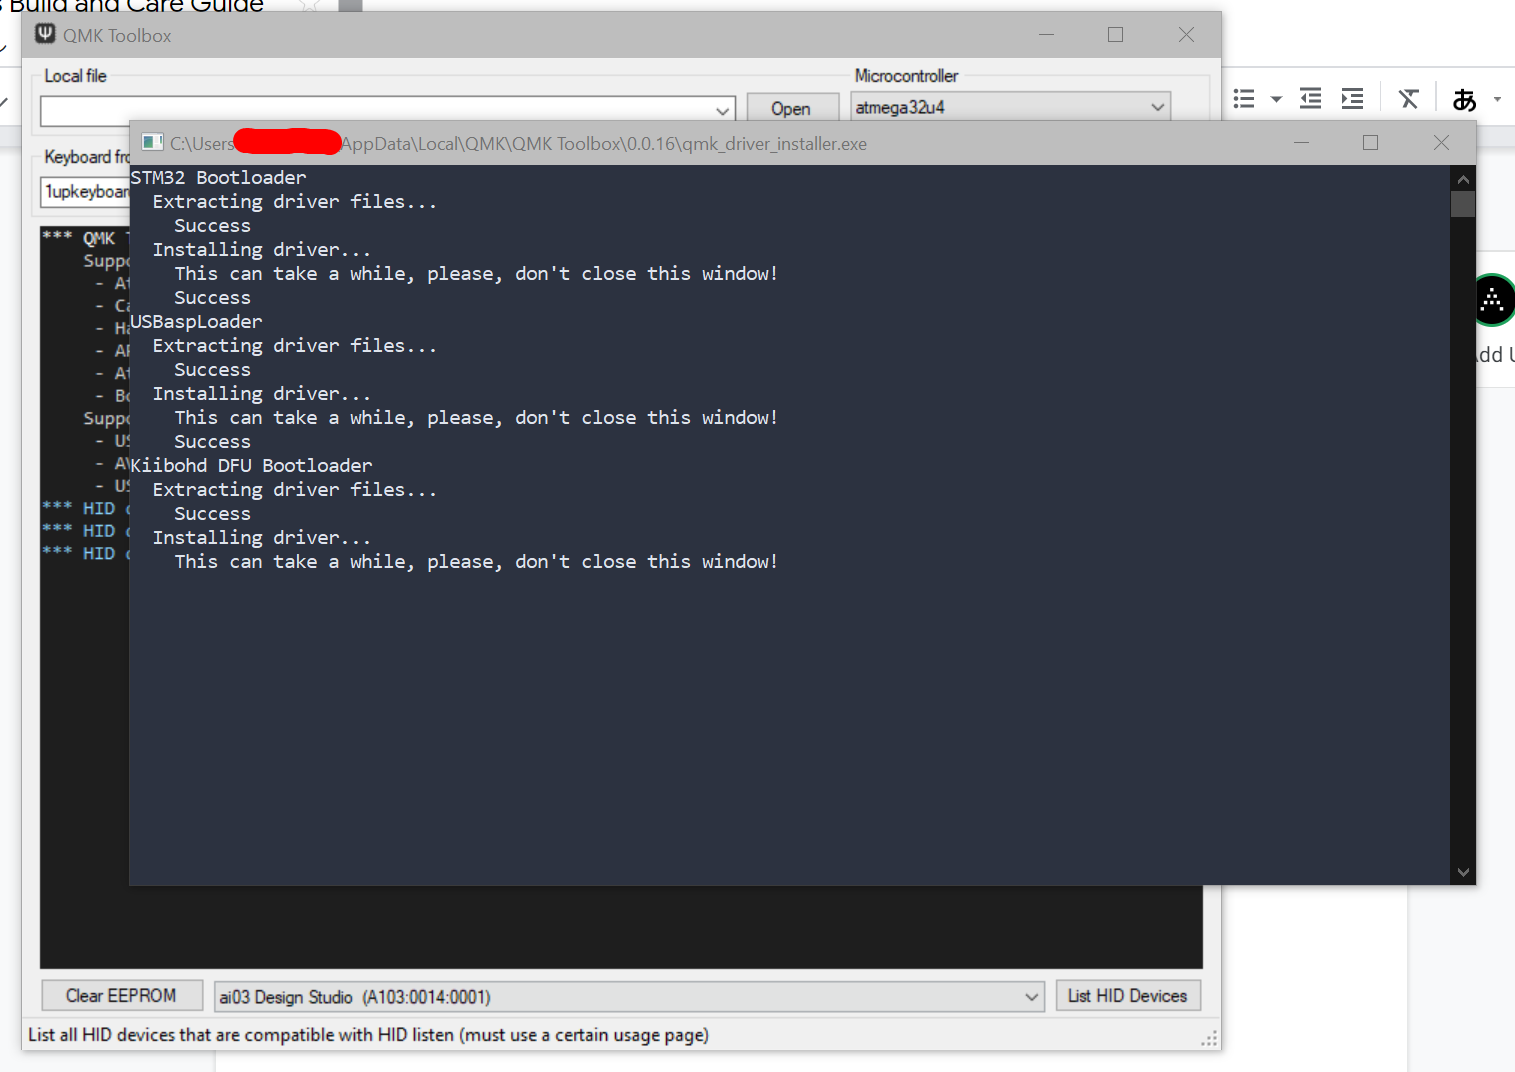 Build and Care Guide
QMK Toolbox
Local file
Microcontroller
Open
atmega32u4
あ
C:\Users
AppData\Local\QMK\QMK Toolbox\0.0.16\qmk_driver_installer.exe
Keyboard
1upkeyboar
STM32 Bootloader
Extracting driver files...
Success
Installing driver...
This can take a while, please, don't close this window!
Success
USBaspLoader
Extracting driver files...
Success
Installing driver...
This can take a while, please, don't close this window!
Success
Kiibohd DFU Bootloader
Extracting driver files...
Success
Installing driver...
This can take a while, please, don't close this window!
*** QMK
Supp
- At
- Ca
- Ha
- At
- Bo
Supp
- US
- AV
- US
*** HID
*** HID
*** HID
Clear EEPROM
ai03 Design Studio (A103:0014:0001)
List HID Devices
List all HID devices that are compatible with HID listen (must use a certain usage page)